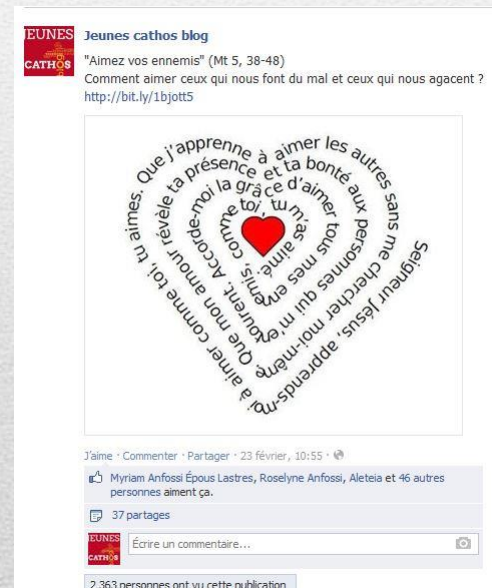 JEUNES
CATHOS
blog
Jeunes cathos blog
"Aimez vos ennemis" (Mt 5, 38-48)
Comment aimer ceux qui nous font du mal et ceux qui nous agacent ?
http://bit.ly/1bjott5
Seigneur Jésus, apprends-moi à aimer comme toi, tu aimes. Que j'apprenne à aimer les autres sans me chercher moi-même. Que mon amour révèle ta présence et ta bonté aux personnes qui m'entourent. Accorde-moi la grâce d'aimer tous mes ennemis, comme toi, tu m'as aimé.
J'aime · Commenter · Partager · 23 février, 10:55 ·
Myriam Anfossi Épous Lastres, Roselyne Anfossi, Aleteia et 46 autres
personnes aiment ça.
37 partages
JEUNES
CATHOS
Écrire un commentaire...
2 363 personnes ont vu cette publication